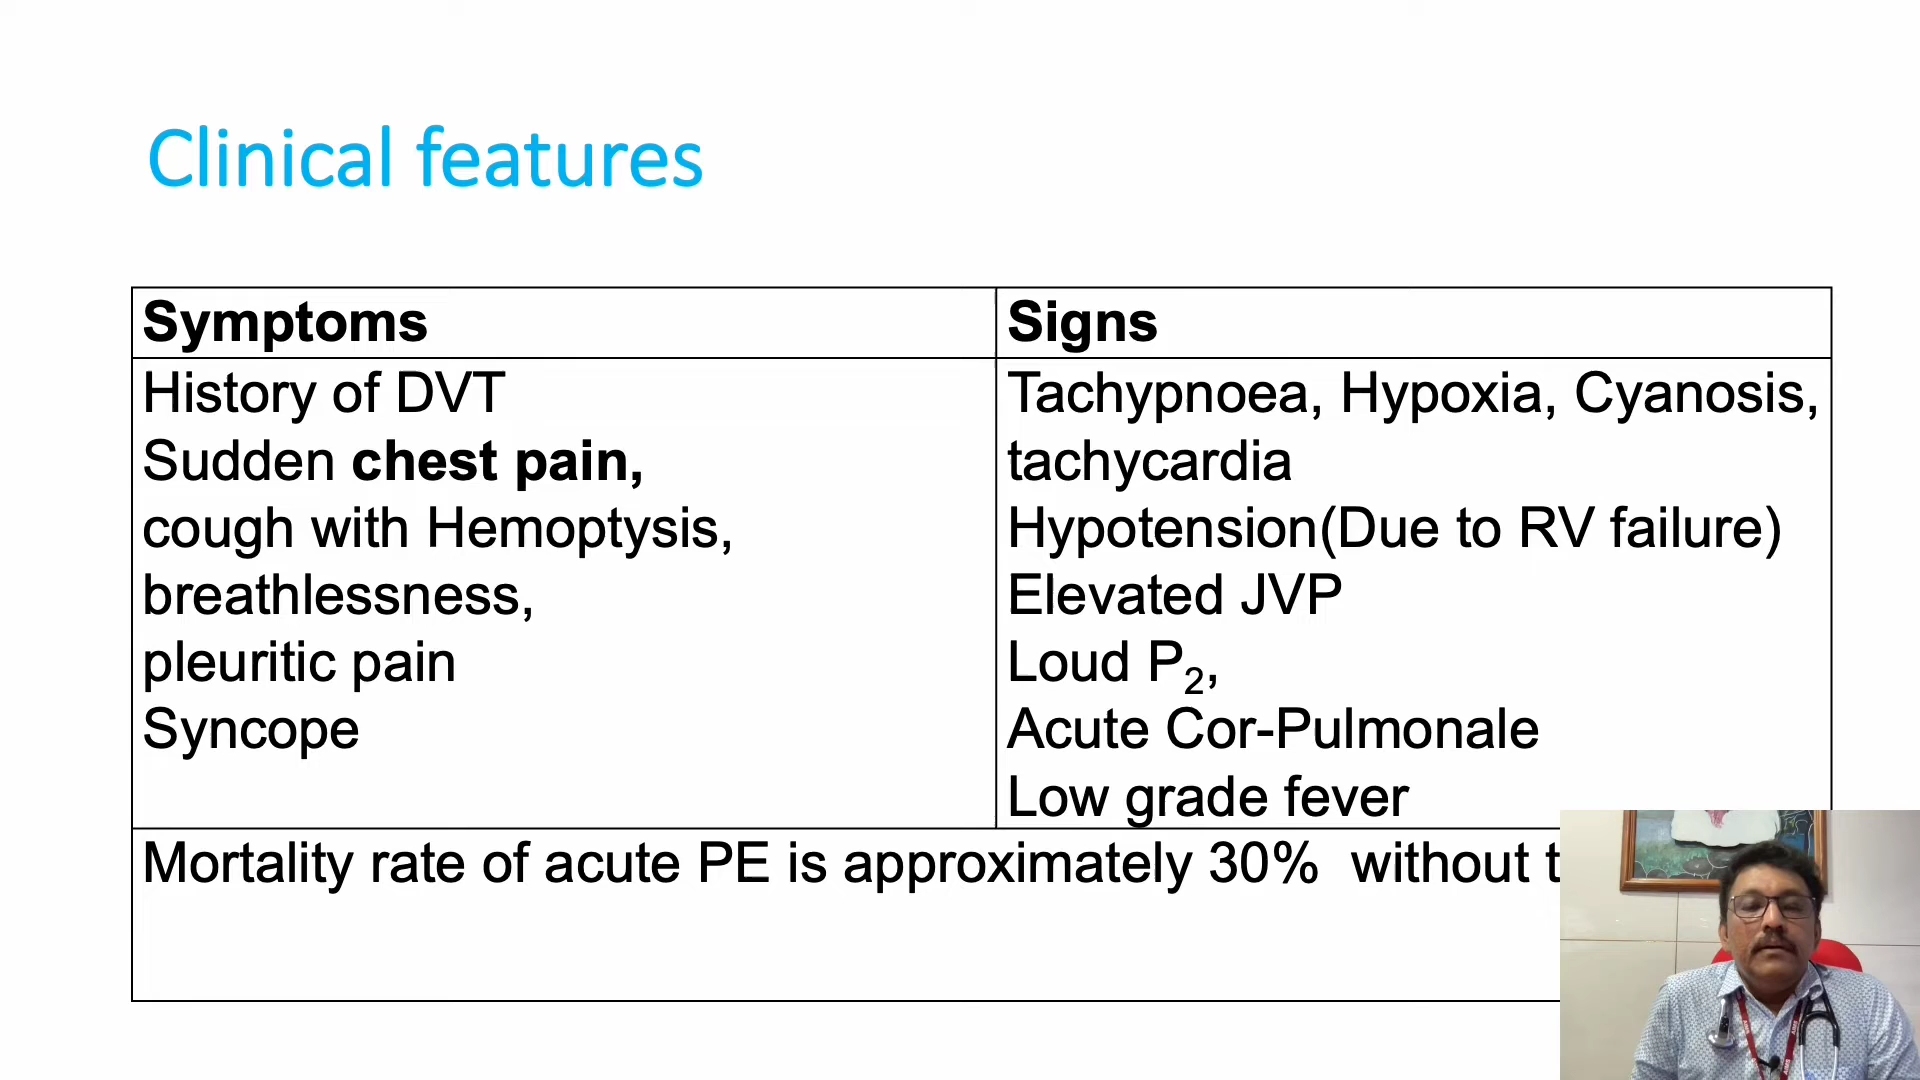 Clinical features
Symptoms
Signs
History of DVT
Sudden chest pain,
cough with Hemoptysis,
breathlessness,
pleuritic pain
Syncope
Tachypnoea, Hypoxia, Cyanosis,
tachycardia
Hypotension(Due to RV failure)
Elevated JVP
Loud P₂,
Acute Cor-Pulmonale
Low grade fever
Mortality rate of acute PE is approximately 30% without